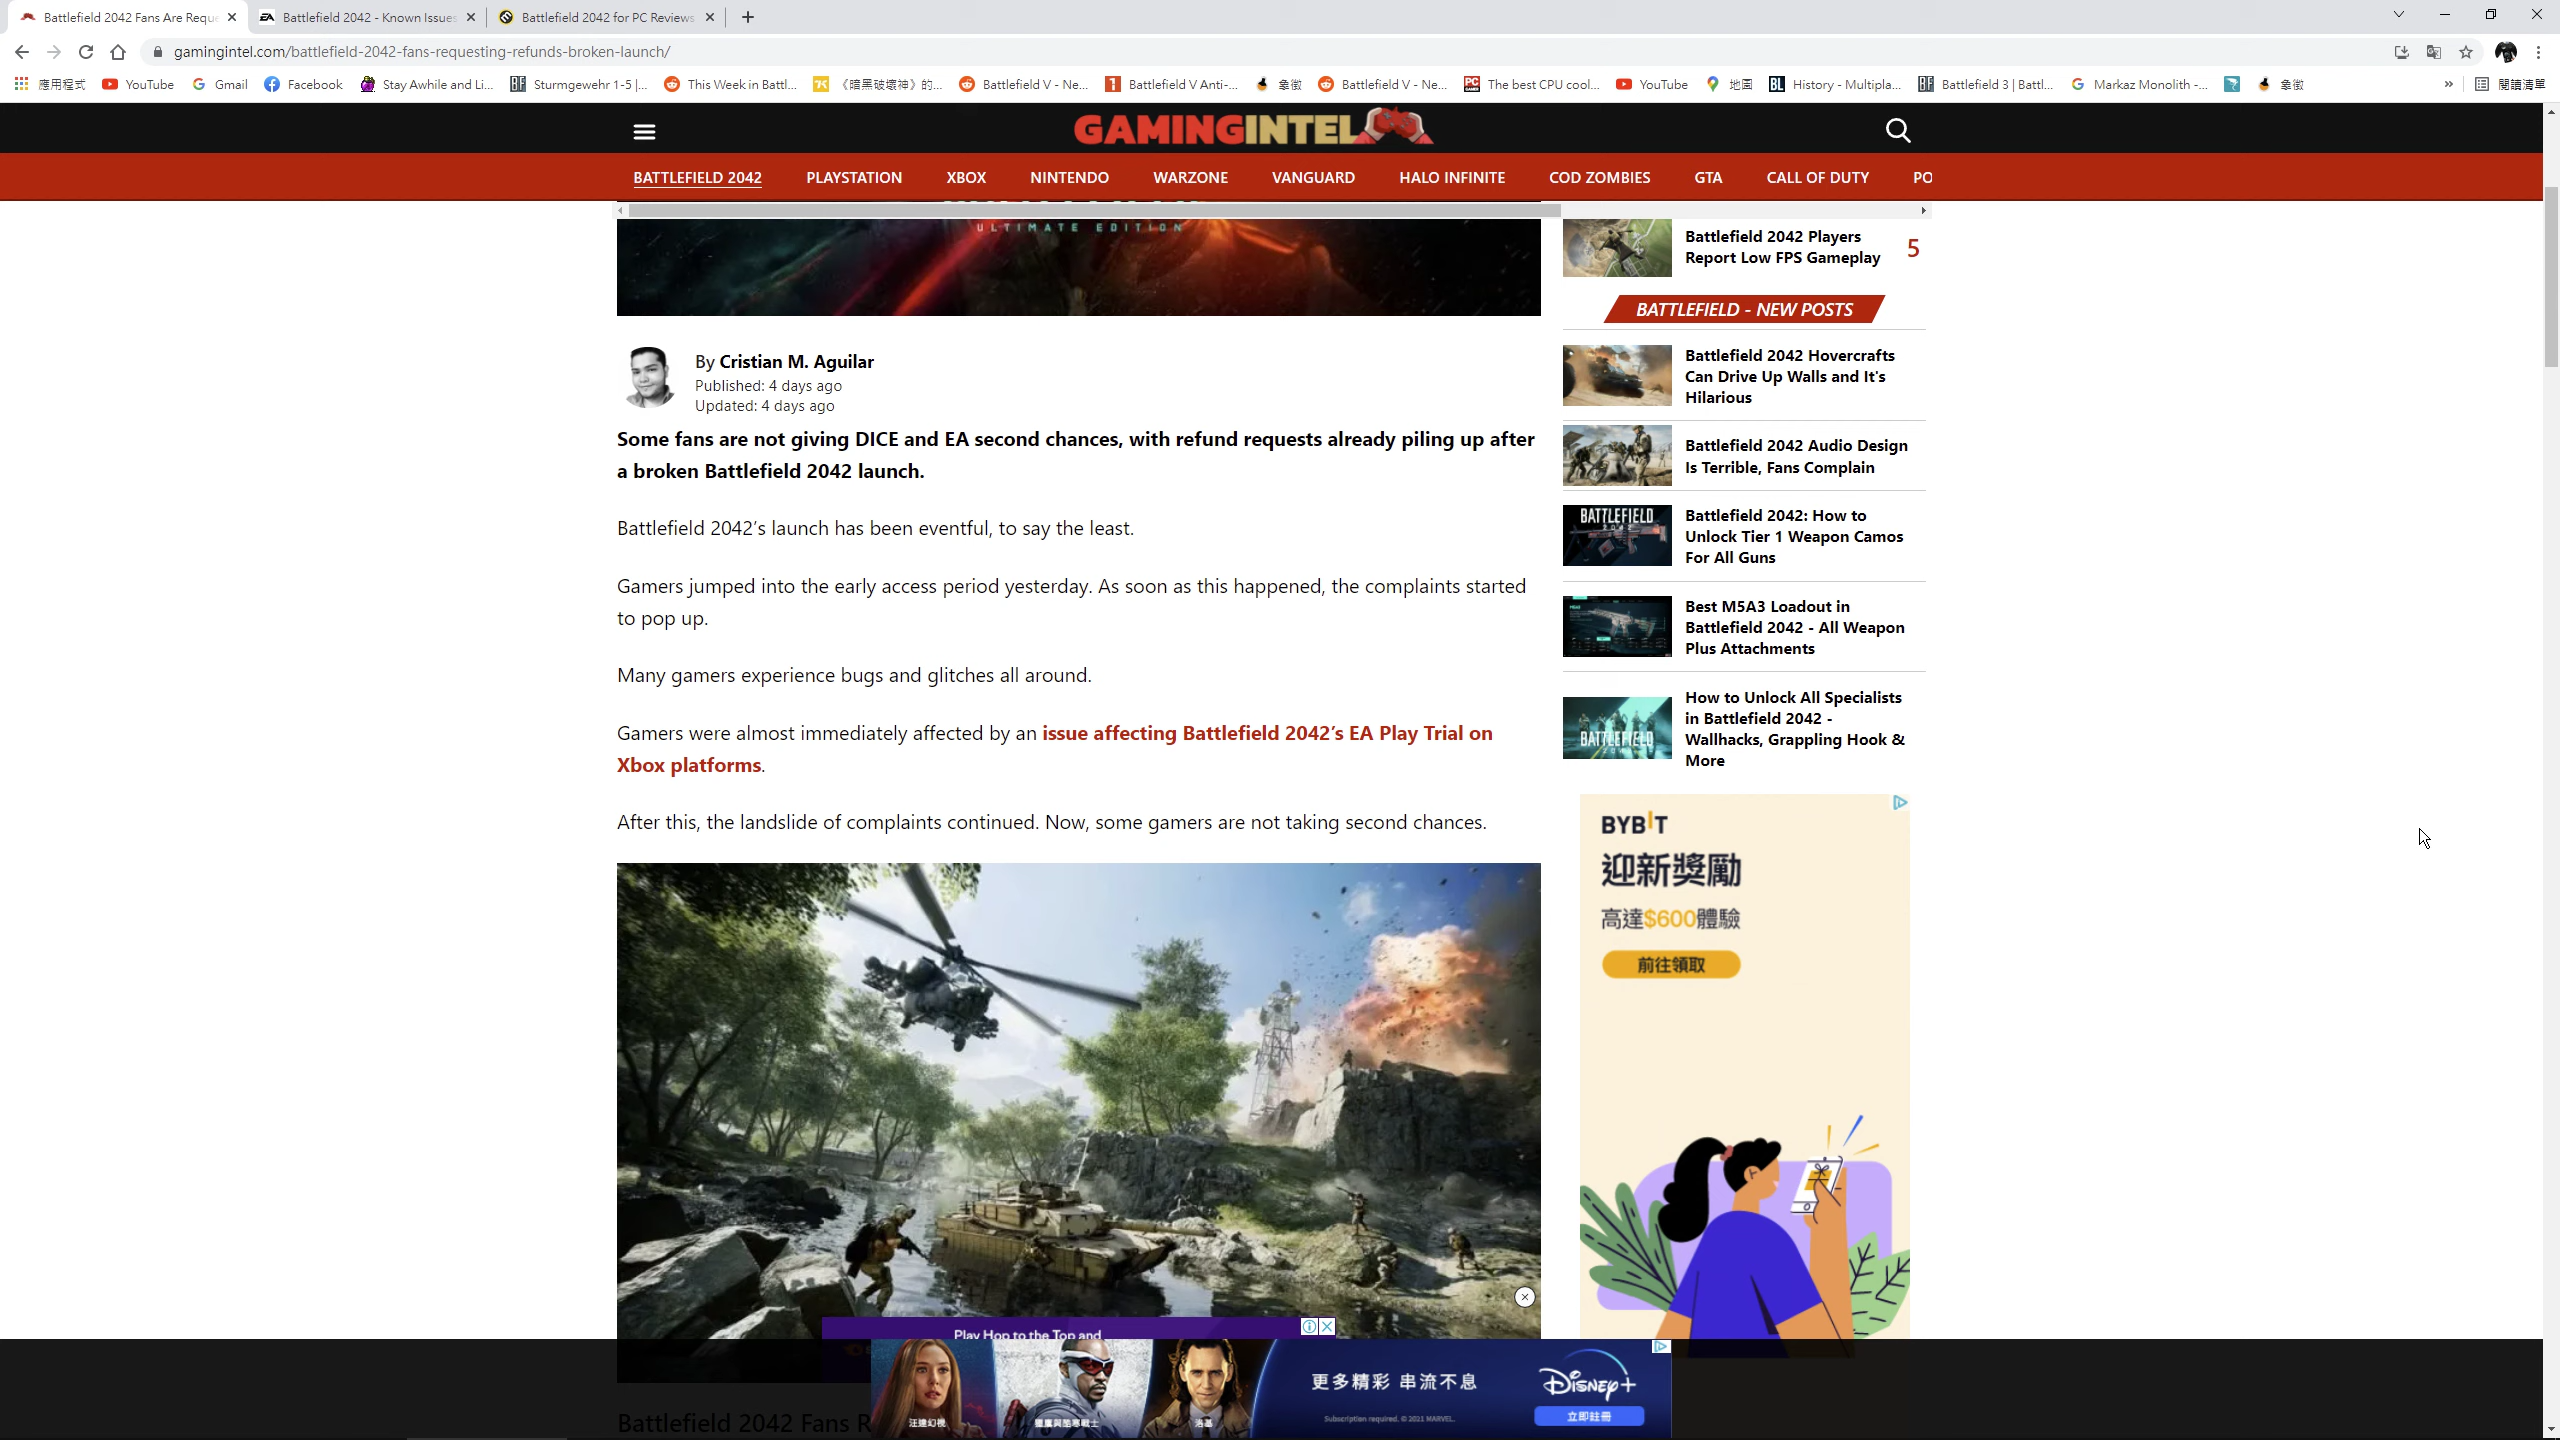 Battlefield 2042 Fans Are Reque
Battlefield 2042 - Known Issues
Battlefield 2042 for PC Reviews
gamingintel.com/battlefield-2042-fans-requesting-refunds-broken-launch/
應用程式
YouTube
Gmail
Facebook
Stay Awhile and Li...
Sturmgewehr 1-5 |...
This Week in Battl...
《暗黑破壞神》的...
Battlefield V - Ne...
Battlefield V Anti-...
象徵
Battlefield V - Ne...
The best CPU cool...
YouTube
地圖
History - Multipla...
Battlefield 3 | Battl...
Markaz Monolith -...
象徵
»
閱讀清單
GAMINGINTEL
BATTLEFIELD 2042
PLAYSTATION
XBOX
NINTENDO
WARZONE
VANGUARD
HALO INFINITE
COD ZOMBIES
GTA
CALL OF DUTY
PO
ULTIMATE EDITION
By Cristian M. Aguilar
Published: 4 days ago
Updated: 4 days ago
Some fans are not giving DICE and EA second chances, with refund requests already piling up after
a broken Battlefield 2042 launch.
Battlefield 2042’s launch has been eventful, to say the least.
Gamers jumped into the early access period yesterday. As soon as this happened, the complaints started
to pop up.
Many gamers experience bugs and glitches all around.
Gamers were almost immediately affected by an issue affecting Battlefield 2042’s EA Play Trial on
Xbox platforms.
After this, the landslide of complaints continued. Now, some gamers are not taking second chances.
Battlefield 2042 Fans R
Battlefield 2042 Players
Report Low FPS Gameplay
5
BATTLEFIELD - NEW POSTS
Battlefield 2042 Hovercrafts
Can Drive Up Walls and It's
Hilarious
Battlefield 2042 Audio Design
Is Terrible, Fans Complain
BATTLEFIELD
2042
Battlefield 2042: How to
Unlock Tier 1 Weapon Camos
For All Guns
Best M5A3 Loadout in
Battlefield 2042 - All Weapon
Plus Attachments
BATTLEFIELD
How to Unlock All Specialists
in Battlefield 2042 -
Wallhacks, Grappling Hook &
More
BYBIT
迎新獎勵
高達$600體驗
前往領取
Play Hop to the Top and
汪達幻視
獵鷹與酷寒戰士
洛基
更多精彩 串流不息
Subscription required. © 2021 MARVEL.
Disney+
立即註冊